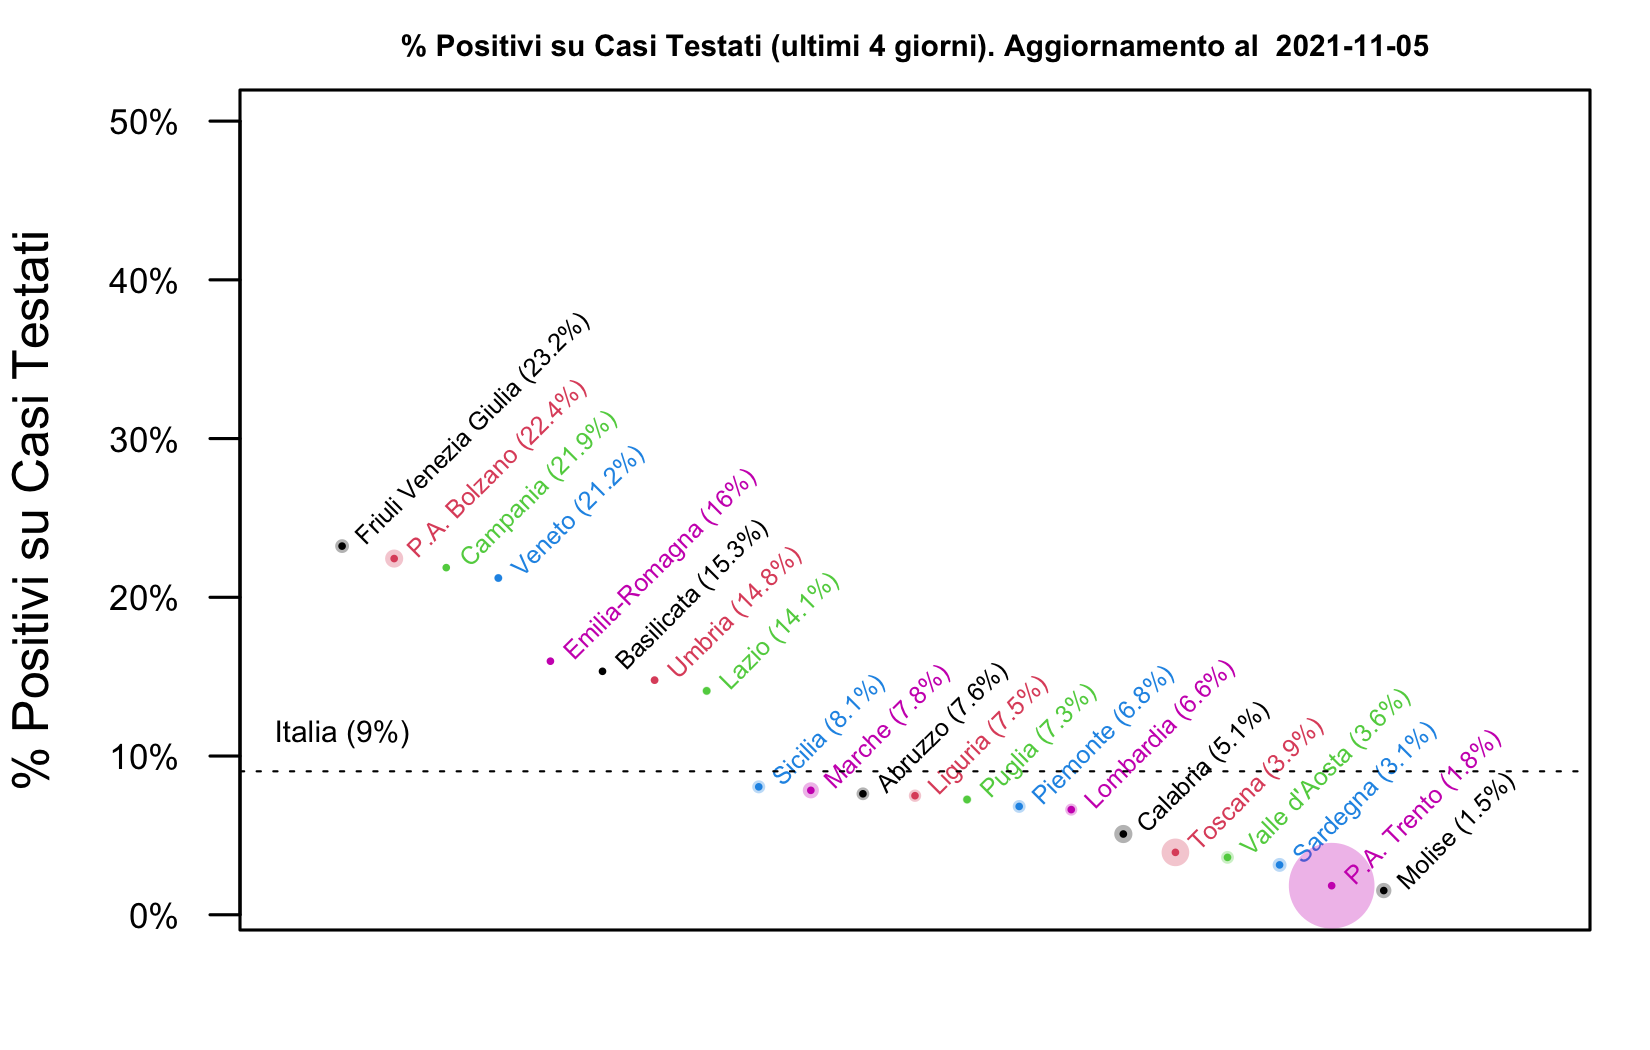 % Positivi su Casi Testati (ultimi 4 giorni). Aggiornamento al  2021-11-05
% Positivi su Casi Testati
50%
40%
30%
20%
10%
0%
Italia (9%)
Friuli Venezia Giulia (23.2%)
P.A. Bolzano (22.4%)
Campania (21.9%)
Veneto (21.2%)
Emilia-Romagna (16%)
Basilicata (15.3%)
Umbria (14.8%)
Lazio (14.1%)
Sicilia (8.1%)
Marche (7.8%)
Abruzzo (7.6%)
Liguria (7.5%)
Puglia (7.3%)
Piemonte (6.8%)
Lombardia (6.6%)
Calabria (5.1%)
Toscana (3.9%)
Valle d'Aosta (3.6%)
Sardegna (3.1%)
P.A. Trento (1.8%)
Molise (1.5%)